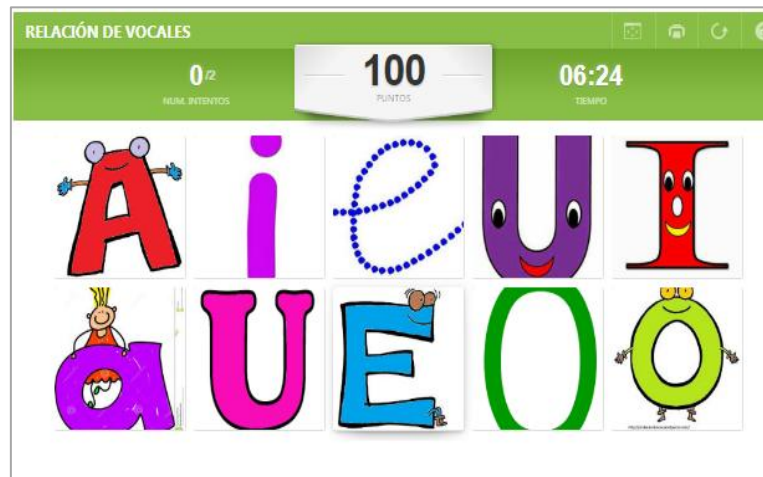 RELACIÓN DE VOCALES
0/2
NUM. INTENTOS
100
PUNTOS
06:24
TIEMPO
A i e U I
a U E O O